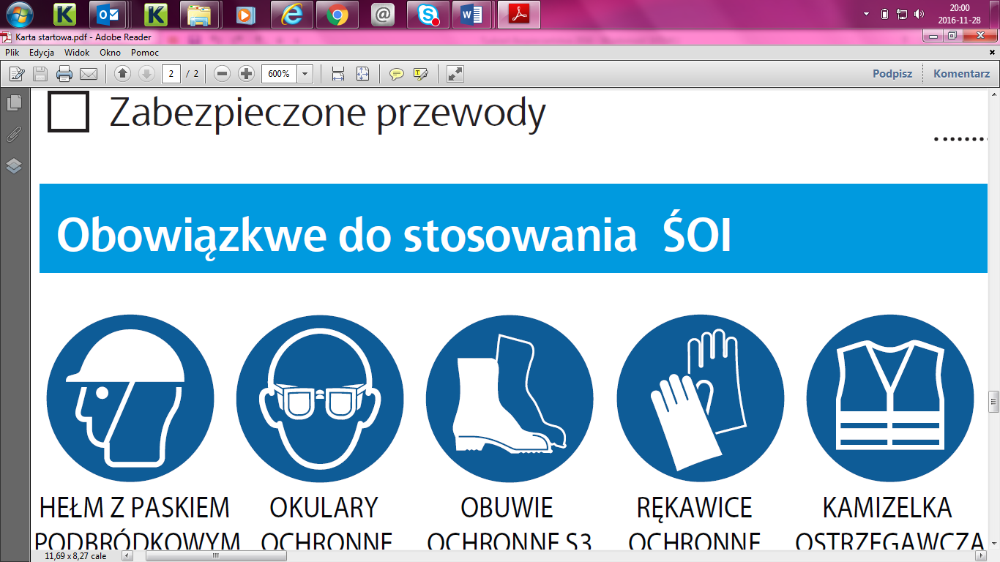 20:00
2016-11-28
Karta startowa.pdf - Adobe Reader
Plik Edycja Widok Okno Pomoc
2 / 2 600% Podpisz Komentarz
Zabezpieczone przewody
Obowiązkwe do stosowania ŚOI
HEŁM Z PASKIEM PODBRÓDKOWYM
OKULARY OCHRONNE
OBUWIE OCHRONNE S3
RĘKAWICE OCHRONNE
KAMIZELKA OSTRZEGAWCZA
11,69 x 8,27 cale